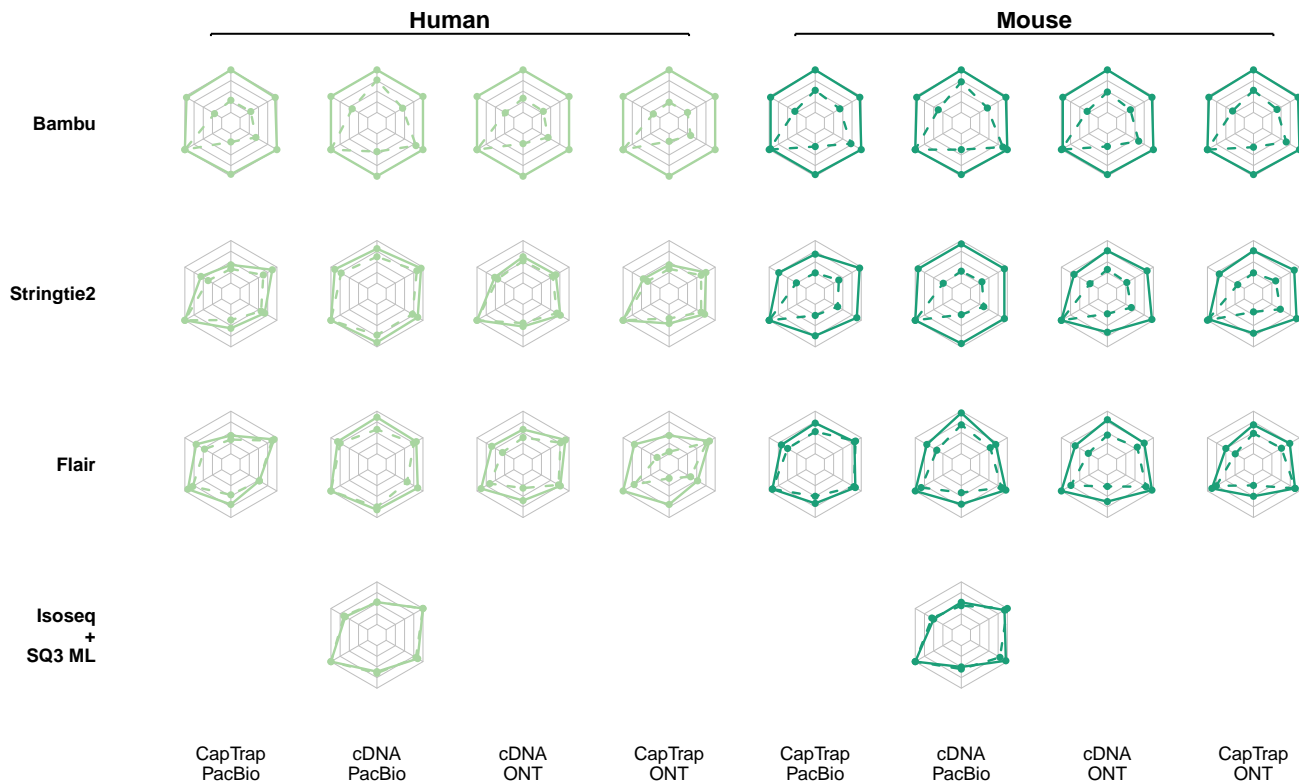 Human
Mouse
Bambu
Stringtie2
Flair
Isoseq
+
SQ3 ML
CapTrap
PacBio
cDNA
PacBio
cDNA
ONT
CapTrap
ONT
CapTrap
PacBio
cDNA
PacBio
cDNA
ONT
CapTrap
ONT